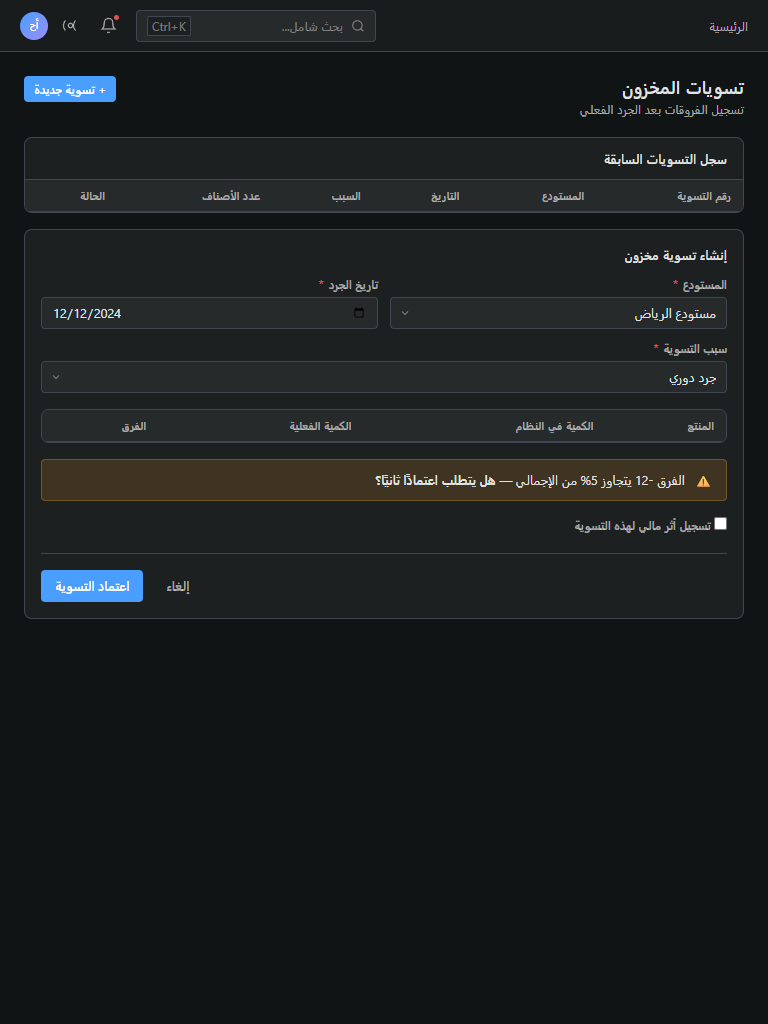 الرئيسية
بحث شامل...
Ctrl+K
أح
تسويات المخزون
تسجيل الفروقات بعد الجرد الفعلي
+ تسوية جديدة
سجل التسويات السابقة
رقم التسوية المستودع التاريخ السبب عدد الأصناف الحالة
إنشاء تسوية مخزون
المستودع * تاريخ الجرد *
مستودع الرياض 12/12/2024
سبب التسوية *
جرد دوري
المنتج الكمية في النظام الكمية الفعلية الفرق
الفرق -12 يتجاوز 5% من الإجمالي — هل يتطلب اعتمادًا ثانيًا؟
تسجيل أثر مالي لهذه التسوية
إلغاء اعتماد التسوية